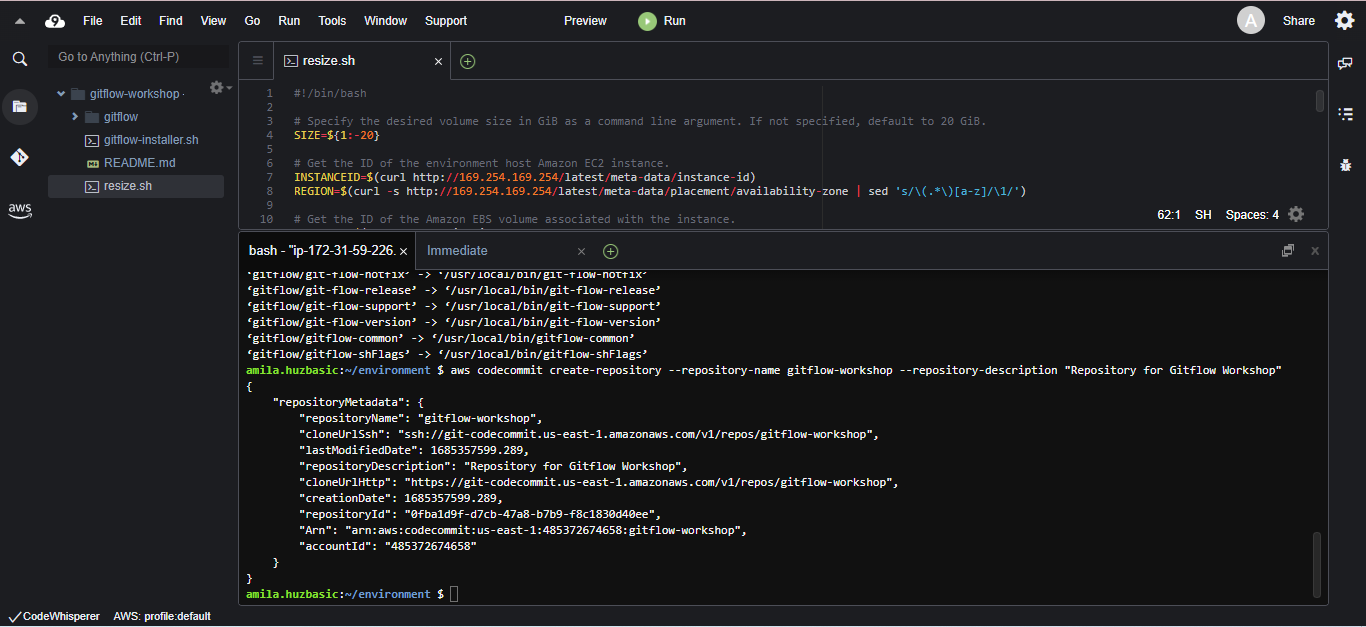 9 File Edit Find View Go Run Tools Window Support Preview Run A Share
Go to Anything (Ctrl-P)
gitflow-workshop ·
gitflow
gitflow-installer.sh
README.md
resize.sh
aws
resize.sh
1 #!/bin/bash
2
3 # Specify the desired volume size in GiB as a command line argument. If not specified, default to 20 GiB.
4 SIZE=${1:-20}
5
6 # Get the ID of the environment host Amazon EC2 instance.
7 INSTANCEID=$(curl http://169.254.169.254/latest/meta-data/instance-id)
8 REGION=$(curl -s http://169.254.169.254/latest/meta-data/placement/availability-zone | sed 's/\(.*\)[a-z]/\1/')
9
10 # Get the ID of the Amazon EBS volume associated with the instance.
62:1 SH Spaces: 4
bash - "ip-172-31-59-226. Immediate
‘gitflow/git-flow-hotfix’ -> ‘/usr/local/bin/git-flow-hotfix’
‘gitflow/git-flow-release’ -> ‘/usr/local/bin/git-flow-release’
‘gitflow/git-flow-support’ -> ‘/usr/local/bin/git-flow-support’
‘gitflow/git-flow-version’ -> ‘/usr/local/bin/git-flow-version’
‘gitflow/gitflow-common’ -> ‘/usr/local/bin/gitflow-common’
‘gitflow/gitflow-shFlags’ -> ‘/usr/local/bin/gitflow-shFlags’
amila.huzbasic:~/environment $ aws codecommit create-repository --repository-name gitflow-workshop --repository-description "Repository for Gitflow Workshop"
{
    "repositoryMetadata": {
        "repositoryName": "gitflow-workshop",
        "cloneUrlSsh": "ssh://git-codecommit.us-east-1.amazonaws.com/v1/repos/gitflow-workshop",
        "lastModifiedDate": 1685357599.289,
        "repositoryDescription": "Repository for Gitflow Workshop",
        "cloneUrlHttp": "https://git-codecommit.us-east-1.amazonaws.com/v1/repos/gitflow-workshop",
        "creationDate": 1685357599.289,
        "repositoryId": "0fba1d9f-d7cb-47a8-b7b9-f8c1830d40ee",
        "Arn": "arn:aws:codecommit:us-east-1:485372674658:gitflow-workshop",
        "accountId": "485372674658"
    }
}
amila.huzbasic:~/environment $
CodeWhisperer AWS: profile:default